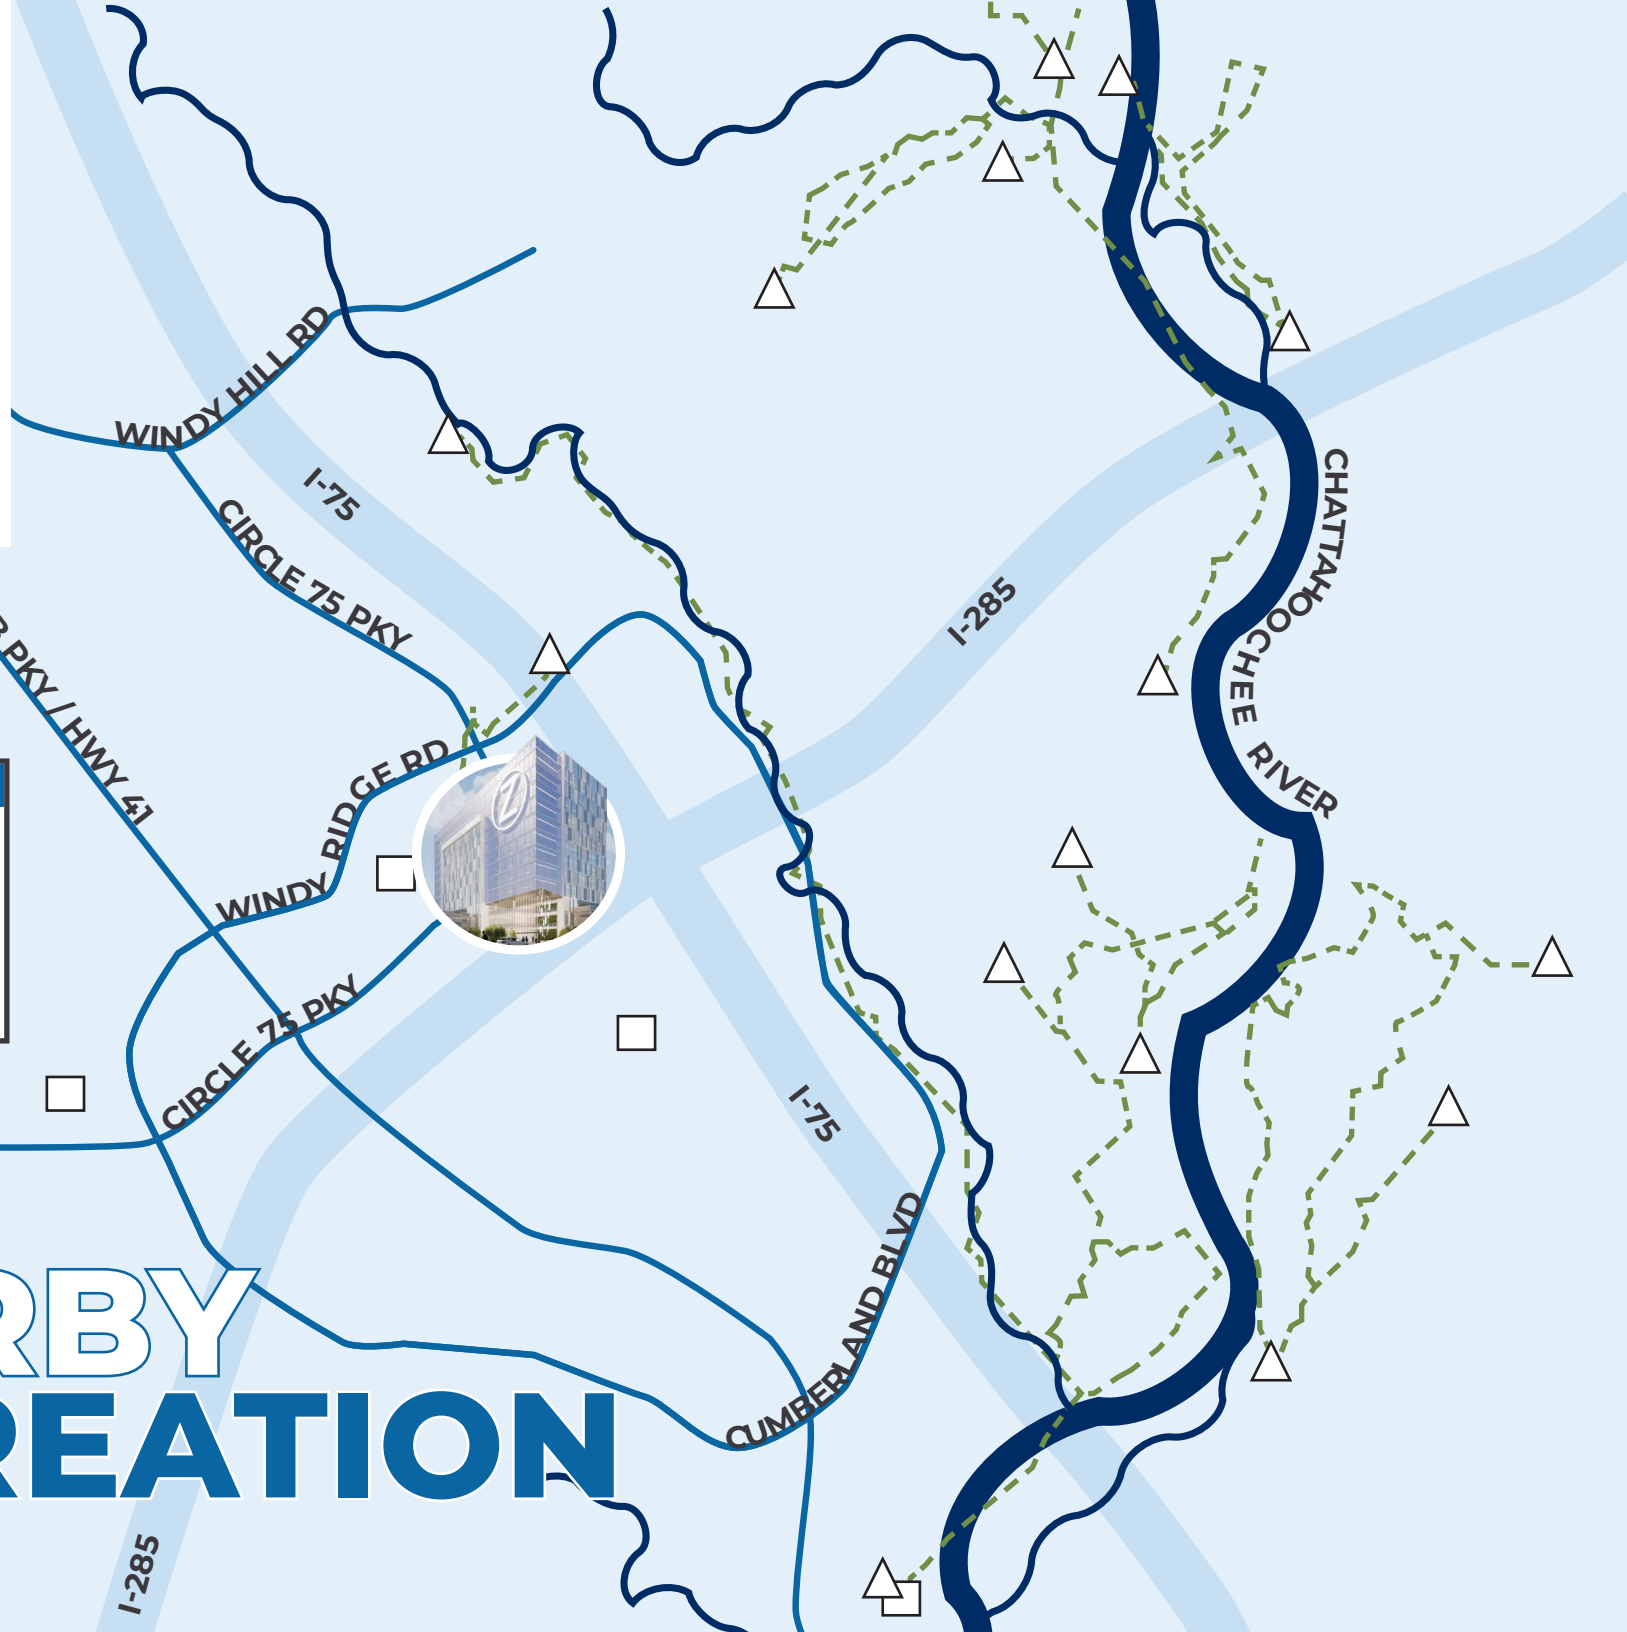 WINDY HILL RD
I-75
CIRCLE 75 PKY
CHATTAHOOCHEE RIVER
I-285
PKY / HWY 41
WINDY RIDGE RD
Z
CIRCLE 75 PKY
I-75
CUMBERLAND BLVD
RBY
REATION
I-285